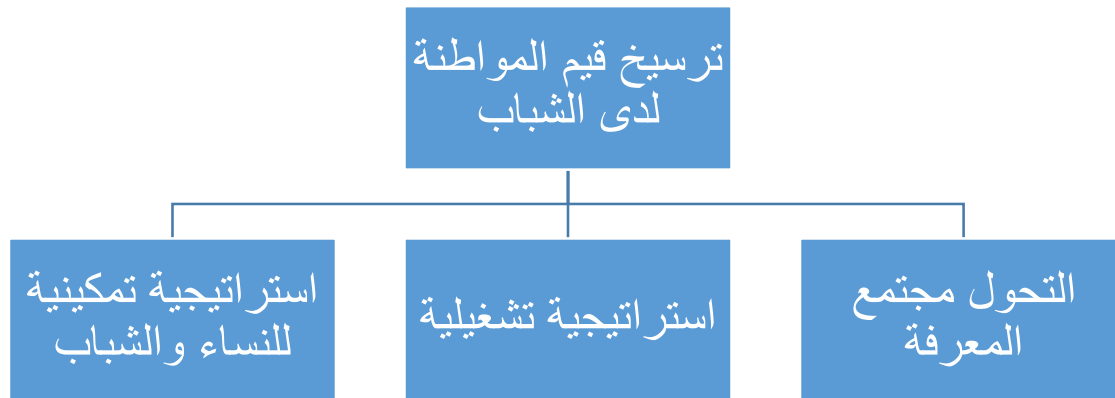 ترسيخ قيم المواطنة
لدى الشباب
التحول مجتمع
المعرفة
استراتيجية تشغيلية
استراتيجية تمكينية
للنساء والشباب